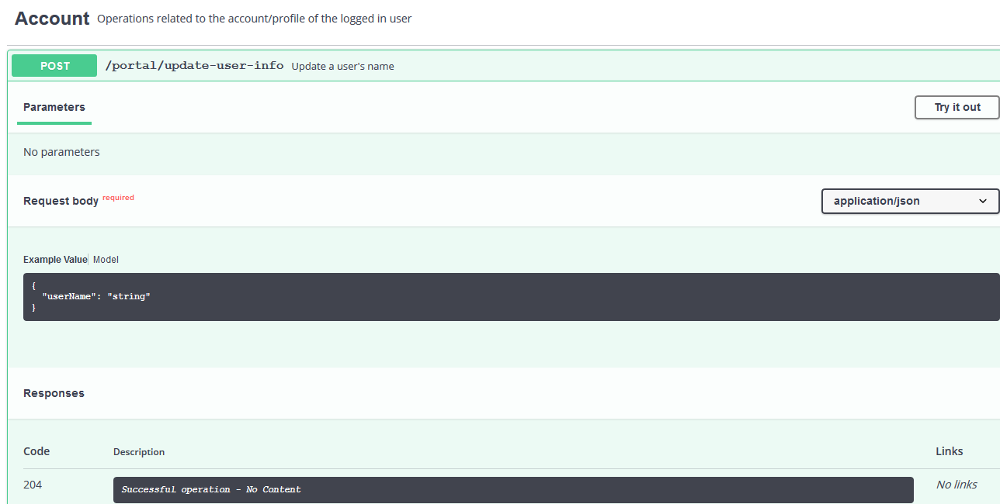 Account Operations related to the account/profile of the logged in user
POST /portal/update-user-info Update a user's name
Parameters Try it out
No parameters
Request body required application/json
Example Value Model
{
"userName": "string"
}
Responses
Code Description Links
204 Successful operation - No Content No links